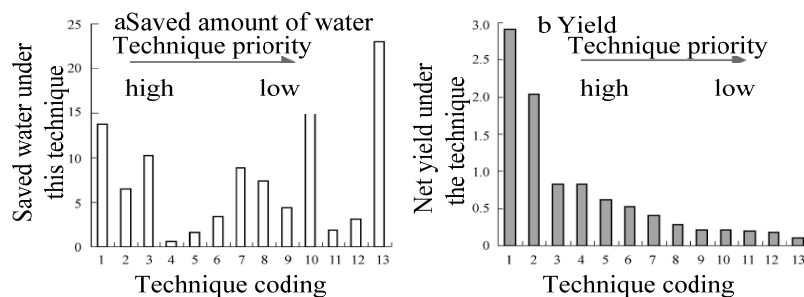 aSaved amount of water
Technique priority
high low
Saved water under
this technique
25
20
15
10
5
0
1 2 3 4 5 6 7 8 9 10 11 12 13
Technique coding
b Yield
Technique priority
high low
Net yield under
the technique
3.0
2.5
2.0
1.5
1.0
0.5
0
1 2 3 4 5 6 7 8 9 10 11 12 13
Technique coding